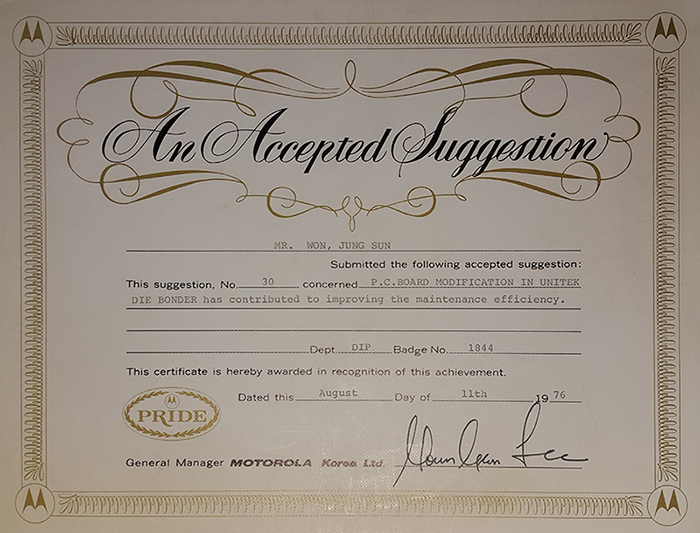 An Accepted Suggestion
MR. WON, JUNG SUN
Submitted the following accepted suggestion:
This suggestion, No. 30 concerned P.C.BOARD MODIFICATION IN UNITEK
DIE BONDER has contributed to improving the maintenance efficiency.
Dept. DIP Badge No. 1844
This certificate is hereby awarded in recognition of this achievement.
Dated this August Day of 11th 1976
PRIDE
General Manager MOTOROLA Korea Ltd.